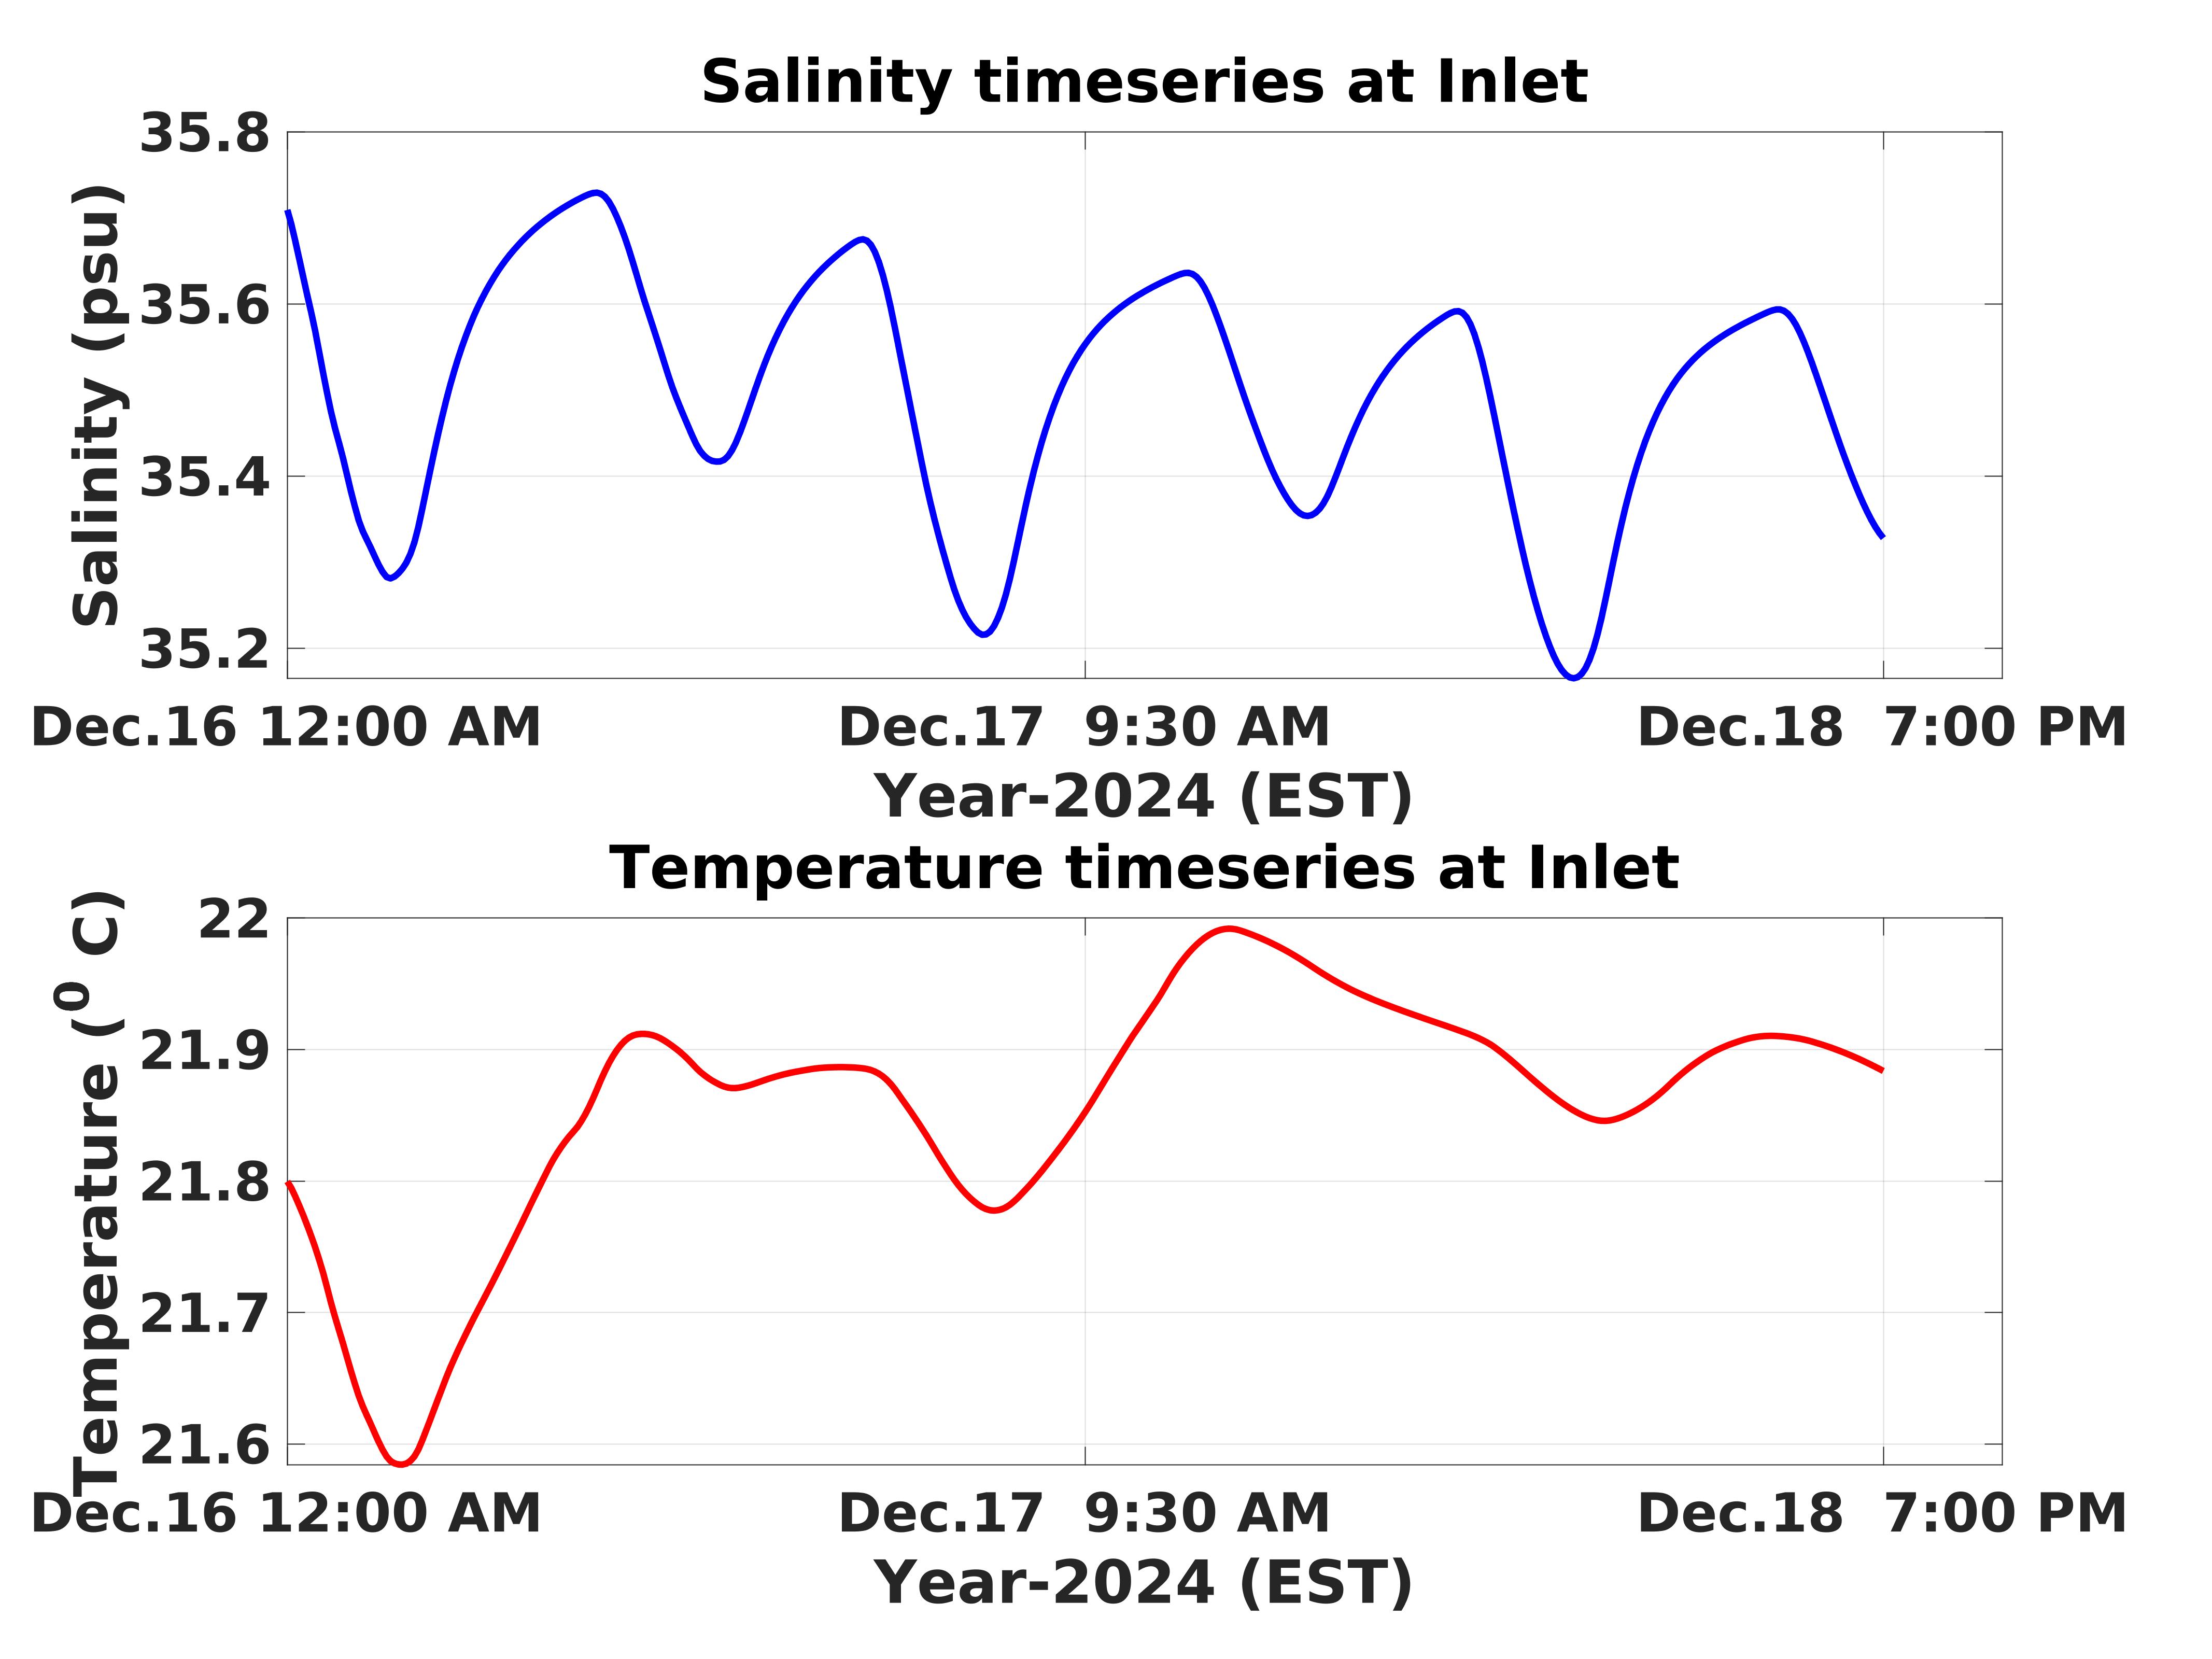 Salinity timeseries at Inlet
Salinity (psu)
35.8
35.6
35.4
35.2
Dec.16 12:00 AM Dec.17 9:30 AM Dec.18 7:00 PM
Year-2024 (EST)
Temperature timeseries at Inlet
Temperature (⁰ C)
22
21.9
21.8
21.7
21.6
Dec.16 12:00 AM Dec.17 9:30 AM Dec.18 7:00 PM
Year-2024 (EST)